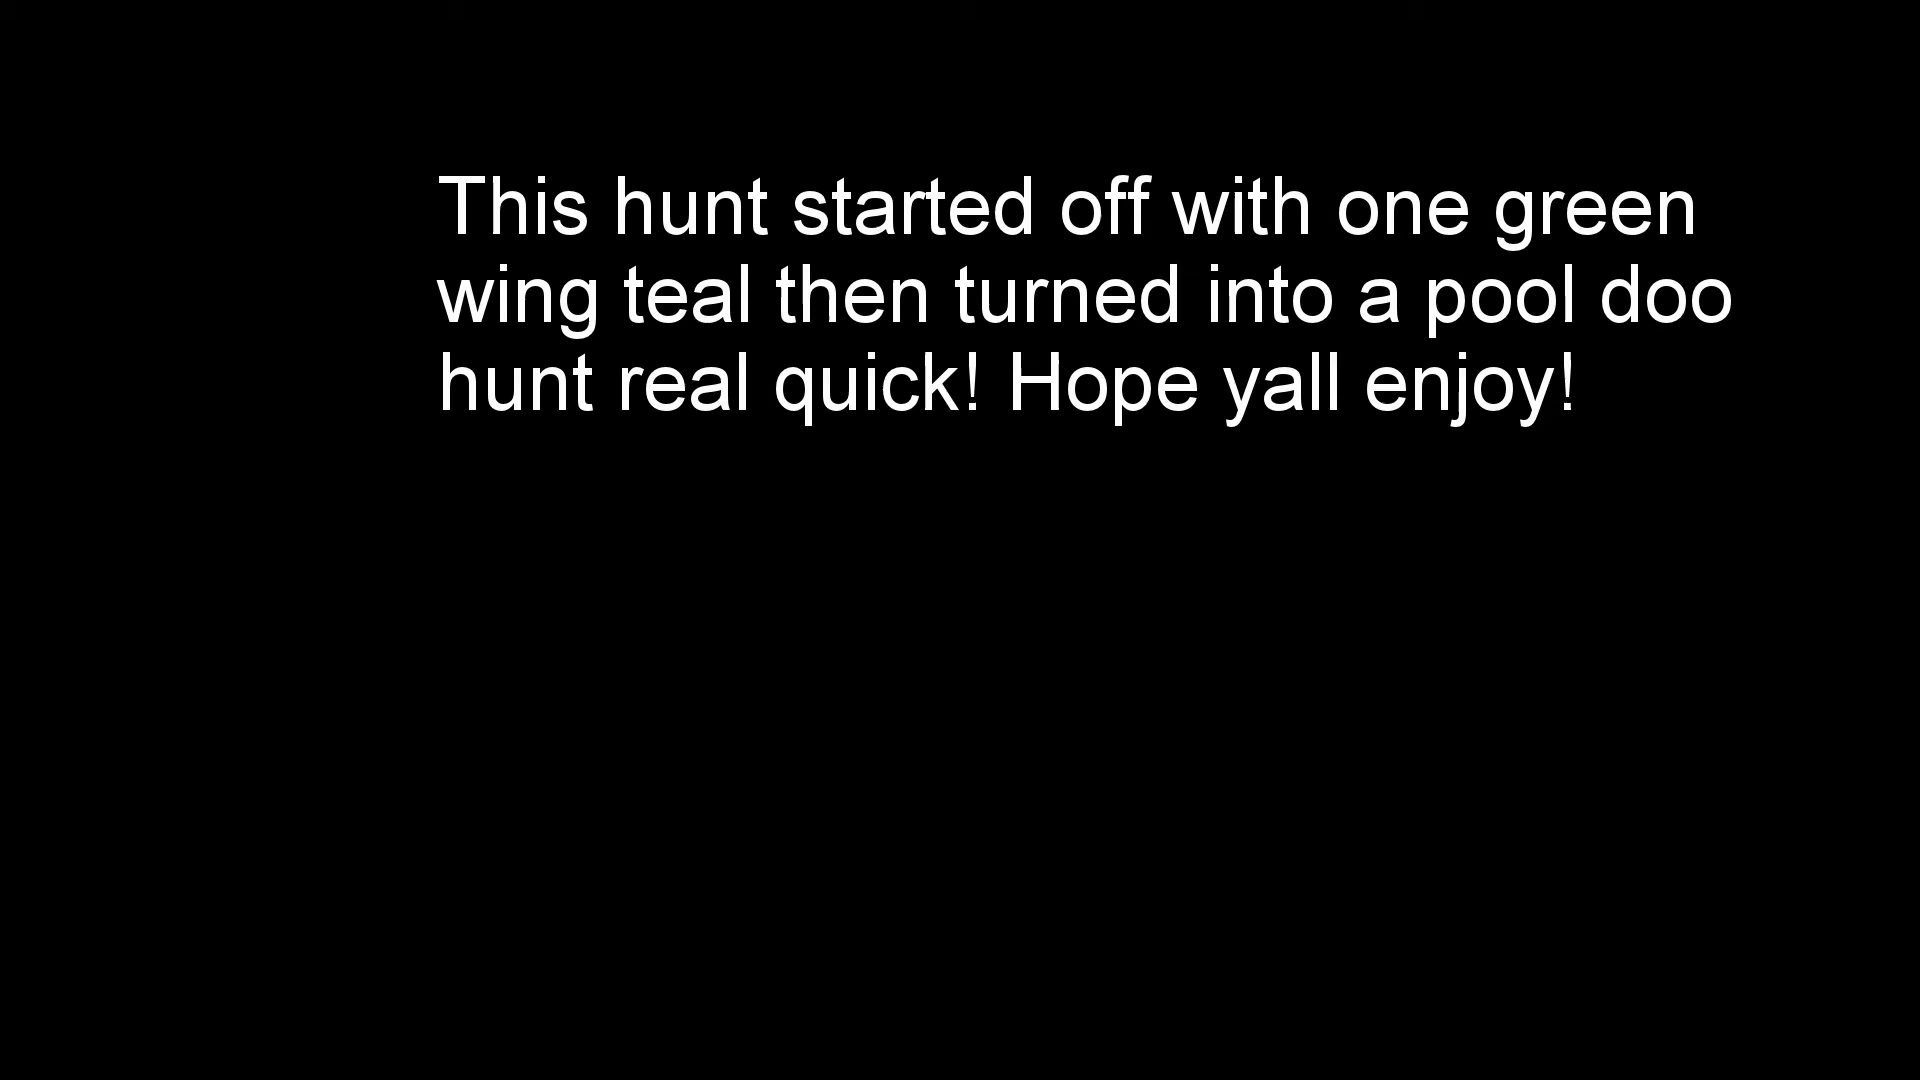 This hunt started off with one green
wing teal then turned into a pool doo
hunt real quick! Hope yall enjoy!